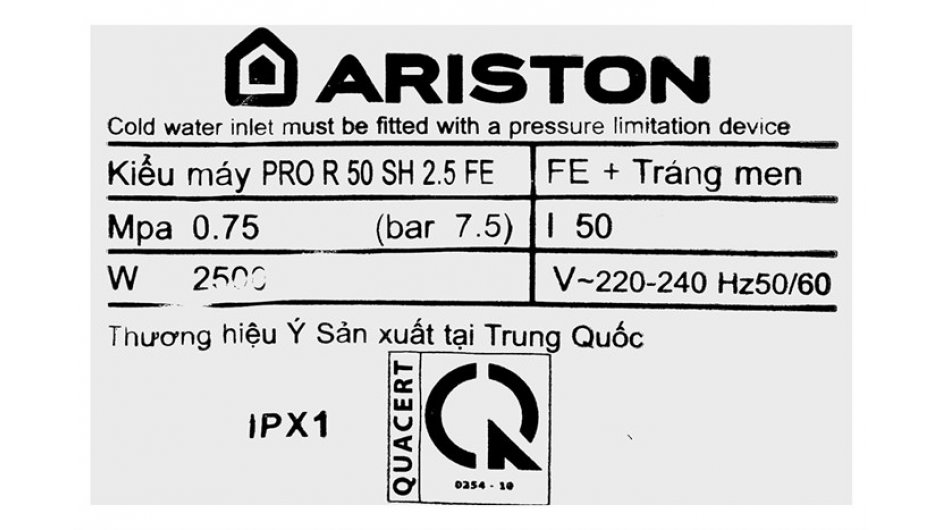 ARISTON
Cold water inlet must be fitted with a pressure limitation device
Kiểu máy PRO R 50 SH 2.5 FE FE + Tráng men
Mpa 0.75 (bar 7.5) l 50
W 2500 V~220-240 Hz50/60
Thương hiệu Ý Sản xuất tại Trung Quốc
IPX1
QUACERT
0254 - 10